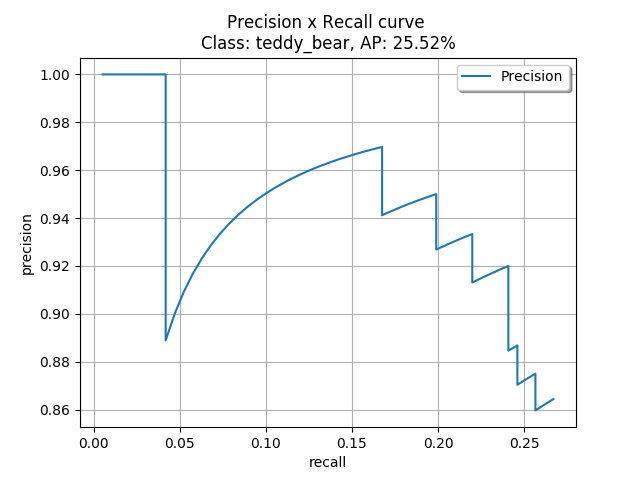 Precision x Recall curve
Class: teddy_bear, AP: 25.52%
Precision
1.00
0.98
0.96
0.94
0.92
0.90
0.88
0.86
precision
0.00 0.05 0.10 0.15 0.20 0.25
recall